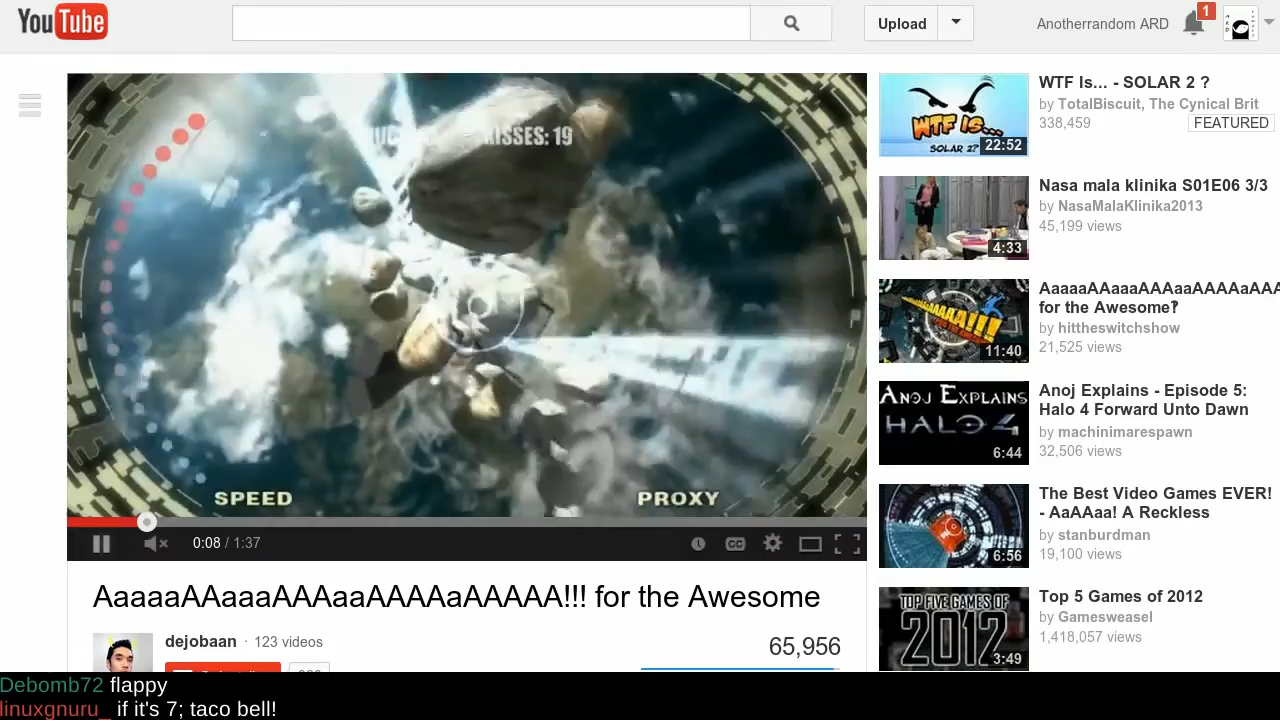 YouTube
Upload
Anotherrandom ARD
1
KISSES: 19
SPEED
PROXY
0:08 / 1:37
CC
AaaaaAAaaaAAAaaAAAAaAAAAA!!! for the Awesome
dejobaan · 123 videos
65,956
WTF IS...
SOLAR 2?
22:52
WTF Is... - SOLAR 2 ?
by TotalBiscuit, The Cynical Brit
338,459
FEATURED
4:33
Nasa mala klinika S01E06 3/3
by NasaMalaKlinika2013
45,199 views
11:40
AaaaaAAaaaAAAaaAAAAaAAA
for the Awesome‽
by hittheswitchshow
21,525 views
ANOJ EXPLAINS
HALO 4
6:44
Anoj Explains - Episode 5:
Halo 4 Forward Unto Dawn
by machinimarespawn
32,506 views
6:56
The Best Video Games EVER!
- AaAAaa! A Reckless
by stanburdman
19,100 views
TOP FIVE GAMES OF
2012
3:49
Top 5 Games of 2012
by Gamesweasel
1,418,057 views
Debomb72 flappy
linuxgnuru_ if it's 7; taco bell!